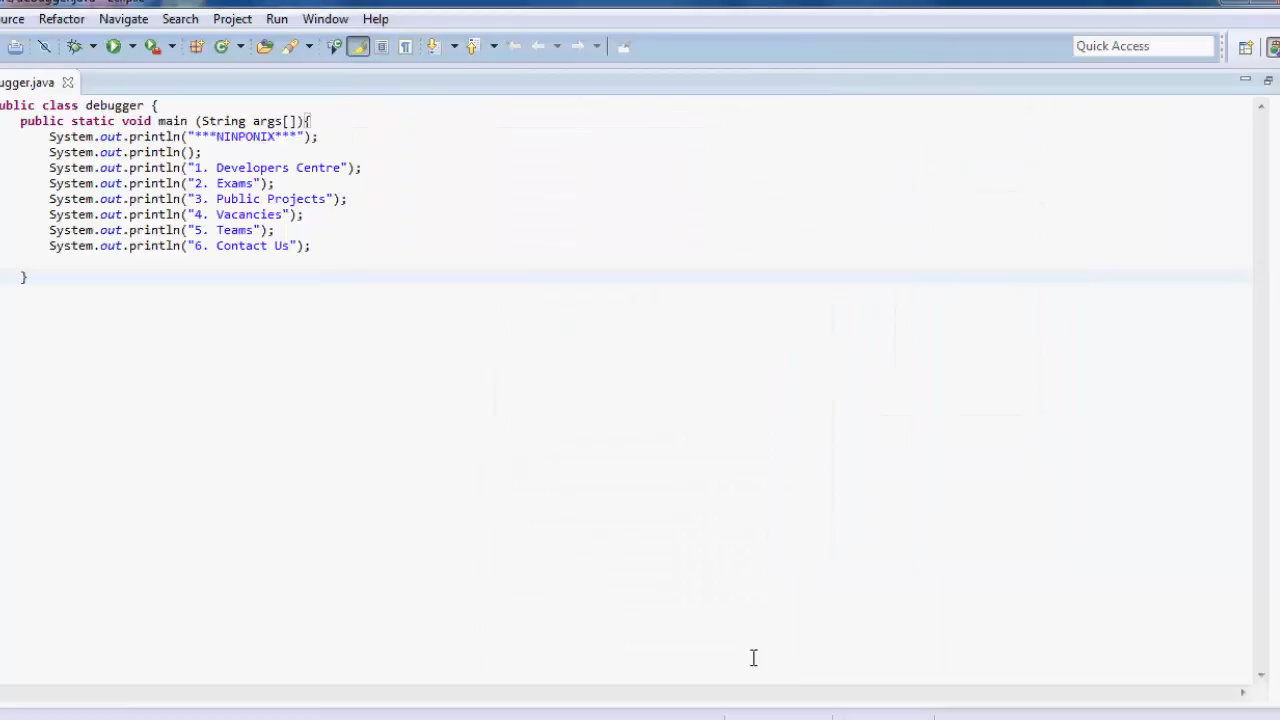 ource Refactor Navigate Search Project Run Window Help
Quick Access
ugger.java
ublic class debugger {
public static void main (String args[]){
System.out.println("***NINPONIX***");
System.out.println();
System.out.println("1. Developers Centre");
System.out.println("2. Exams");
System.out.println("3. Public Projects");
System.out.println("4. Vacancies");
System.out.println("5. Teams");
System.out.println("6. Contact Us");
}